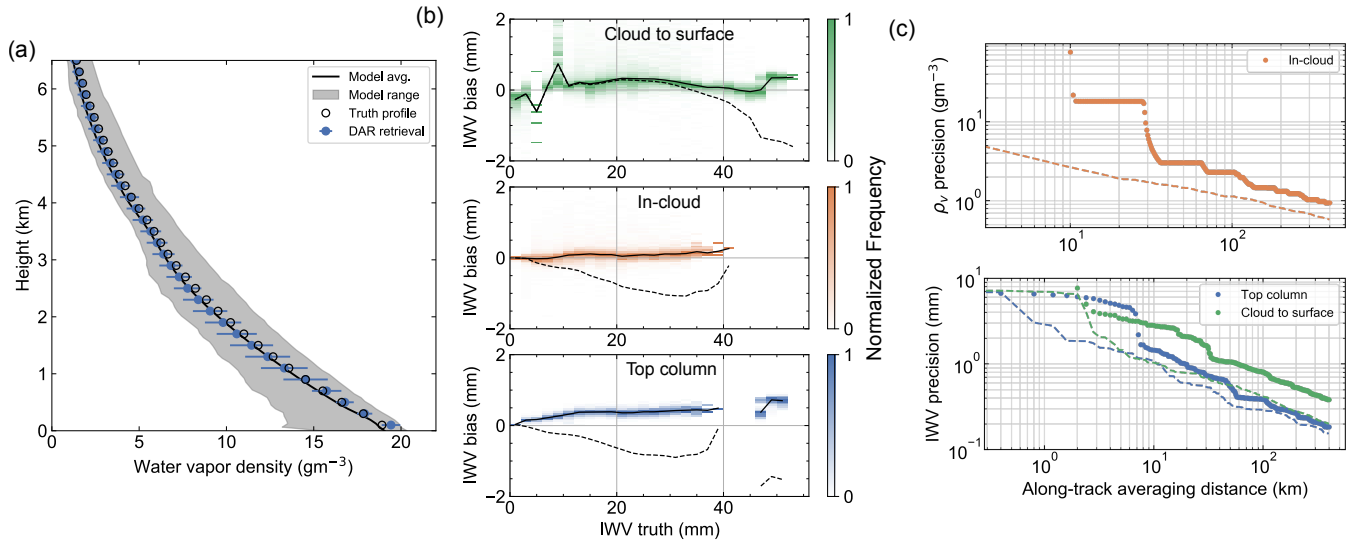 (a)
Height (km)
6
5
4
3
2
1
0
Model avg.
Model range
Truth profile
DAR retrieval
5
10
15
20
Water vapor density (gm⁻³)
(b)
Cloud to surface
IWV bias (mm)
2
0
−2
1
0
In-cloud
IWV bias (mm)
2
0
−2
1
0
Normalized Frequency
Top column
IWV bias (mm)
2
0
−2
1
0
0
20
40
IWV truth (mm)
(c)
ρᵥ precision (gm⁻³)
10¹
10⁰
In-cloud
10¹
10²
IWV precision (mm)
10¹
10⁰
10⁻¹
Top column
Cloud to surface
10⁰
10¹
10²
Along-track averaging distance (km)